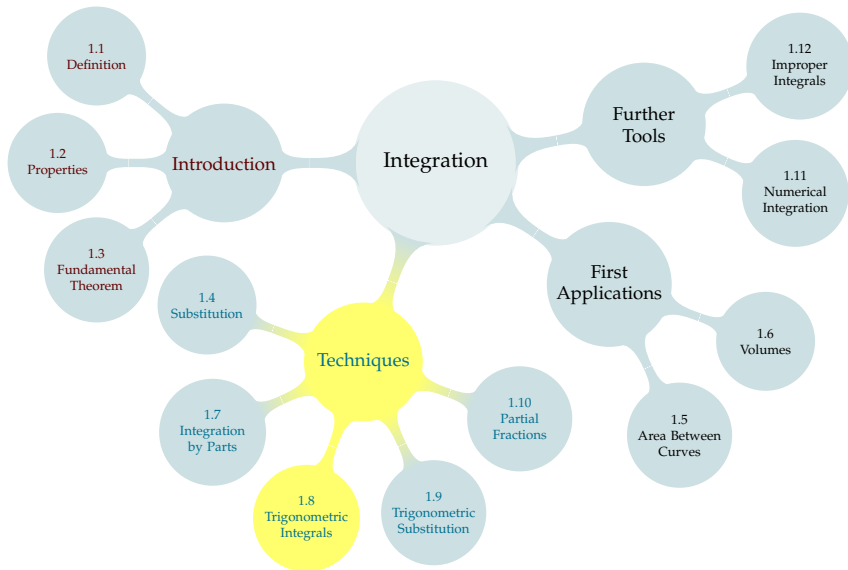 Integration
Introduction
1.1
Definition
1.2
Properties
1.3
Fundamental
Theorem
Techniques
1.4
Substitution
1.7
Integration
by Parts
1.8
Trigonometric
Integrals
1.9
Trigonometric
Substitution
1.10
Partial
Fractions
First
Applications
1.5
Area Between
Curves
1.6
Volumes
Further
Tools
1.11
Numerical
Integration
1.12
Improper
Integrals